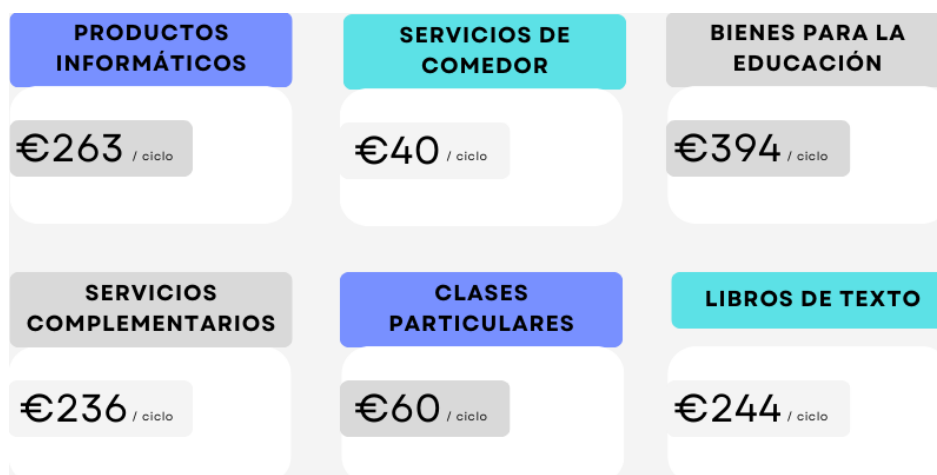 PRODUCTOS
INFORMÁTICOS
€263 / ciclo
SERVICIOS DE
COMEDOR
€40 / ciclo
BIENES PARA LA
EDUCACIÓN
€394 / ciclo
SERVICIOS
COMPLEMENTARIOS
€236 / ciclo
CLASES
PARTICULARES
€60 / ciclo
LIBROS DE TEXTO
€244 / ciclo